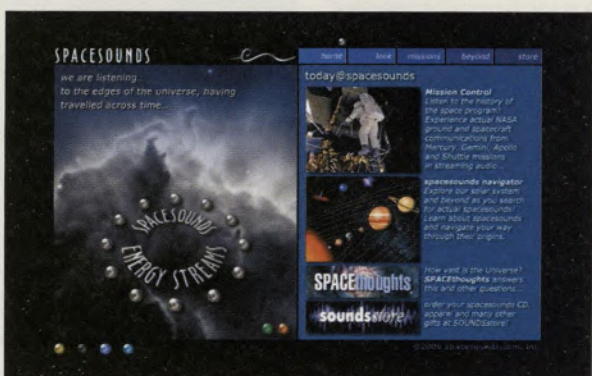 SPACESOUNDS
home look missions beyond store
we are listening...
to the edges of the universe, having
travelled across time...
SPACESOUNDS
ENERGY STREAMS
today@spacesounds
Mission Control
Listen to the history of
the space program!
Experience actual NASA
ground and spacecraft
communications from
Mercury, Gemini, Apollo
and Shuttle missions
in streaming audio...
spacesounds navigator
Explore our solar system
and beyond as you search
for actual spacesounds!
Learn about spacesounds
and navigate your way
through their origins.
SPACEthoughts
How vast is the Universe?
SPACEthoughts answers
this and other questions...
soundsstore
order your spacesounds CD,
apparel and many other
gifts at SOUNDSstore!